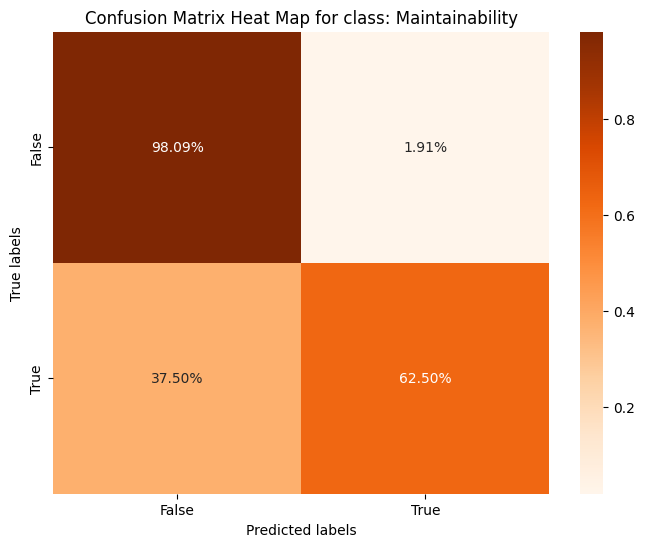 Confusion Matrix Heat Map for class: Maintainability
True labels
False
True
98.09%
1.91%
37.50%
62.50%
False
True
Predicted labels
0.8
0.6
0.4
0.2